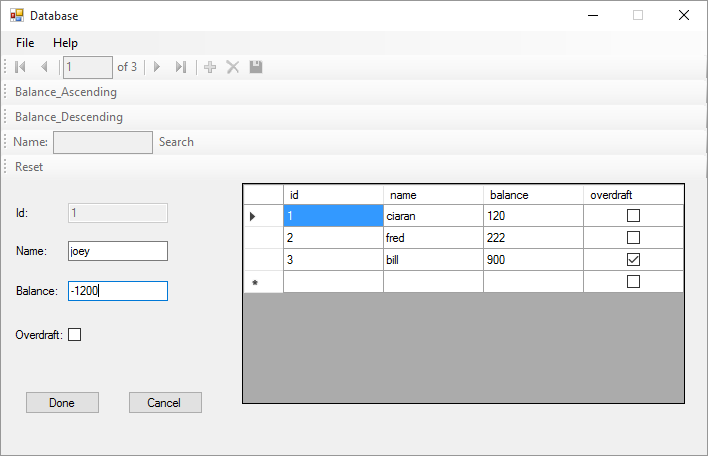 Database
File Help
1 of 3
Balance_Ascending
Balance_Descending
Name: Search
Reset
id name balance overdraft
1 ciaran 120
2 fred 222
3 bill 900
Id: 1
Name: joey
Balance: -1200
Overdraft:
Done Cancel